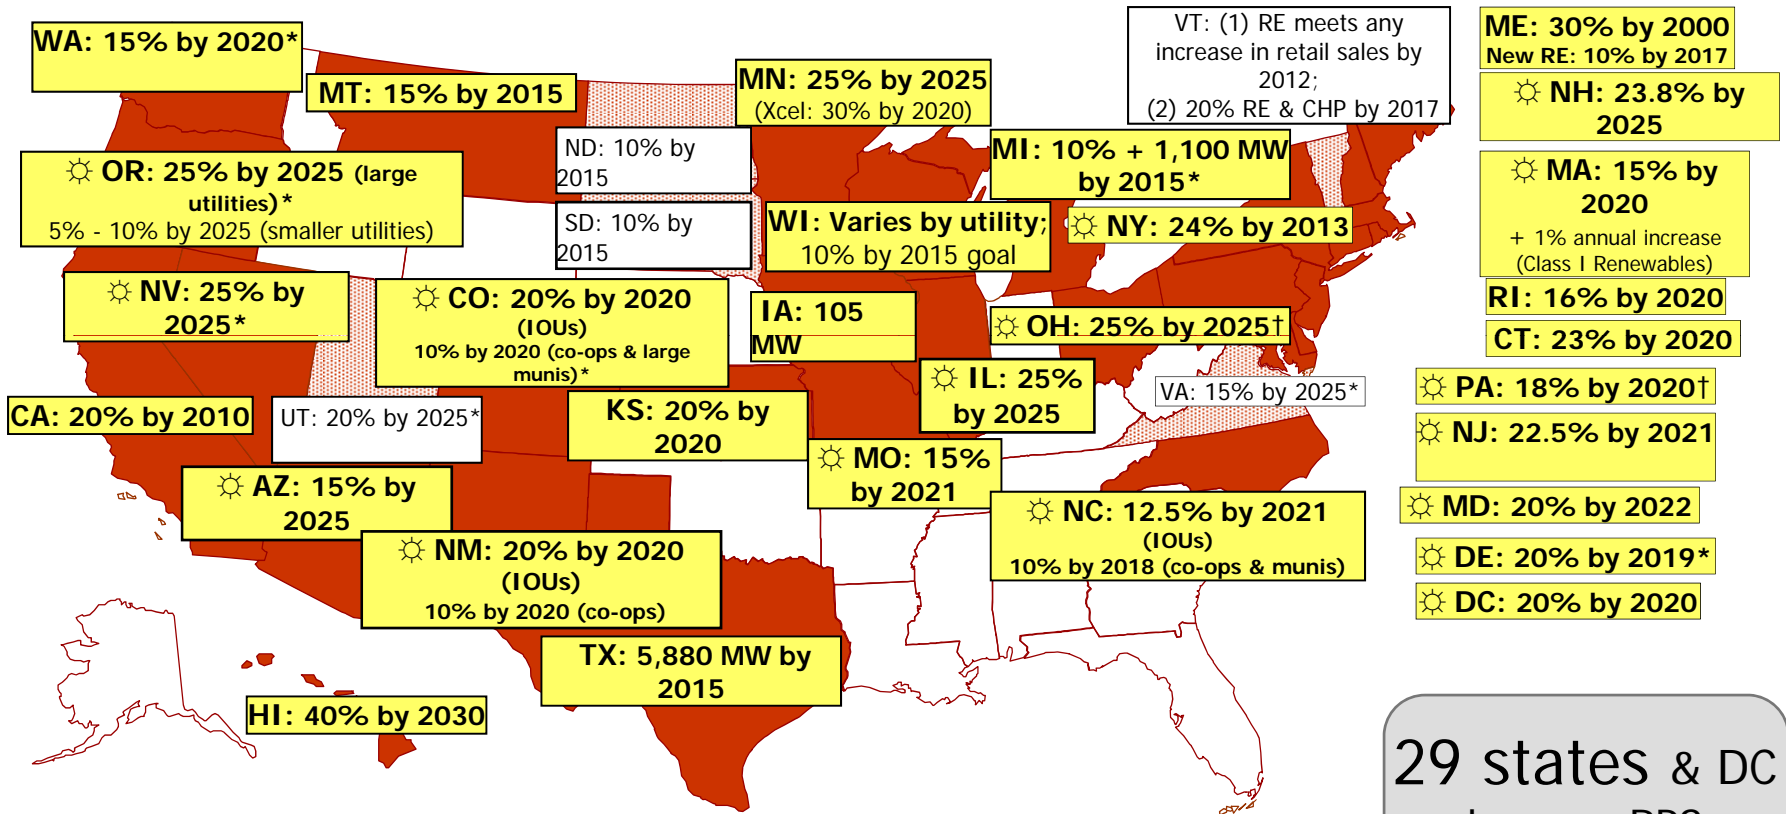 WA: 15% by 2020*
MT: 15% by 2015
MN: 25% by 2025
(Xcel: 30% by 2020)
VT: (1) RE meets any
increase in retail sales by
2012;
(2) 20% RE & CHP by 2017
ME: 30% by 2000
New RE: 10% by 2017
☼ NH: 23.8% by
2025
ND: 10% by
2015
MI: 10% + 1,100 MW
by 2015*
☼ OR: 25% by 2025 (large
utilities)*
5% - 10% by 2025 (smaller utilities)
☼ MA: 15% by
2020
+ 1% annual increase
(Class I Renewables)
SD: 10% by
2015
WI: Varies by utility;
10% by 2015 goal
☼ NY: 24% by 2013
☼ NV: 25% by
2025*
☼ CO: 20% by 2020
(IOUs)
10% by 2020 (co-ops & large
munis)*
IA: 105
MW
☼ OH: 25% by 2025†
RI: 16% by 2020
CT: 23% by 2020
☼ IL: 25%
by 2025
VA: 15% by 2025*
☼ PA: 18% by 2020†
CA: 20% by 2010
UT: 20% by 2025*
KS: 20% by
2020
☼ NJ: 22.5% by 2021
☼ MO: 15%
by 2021
☼ AZ: 15% by
2025
☼ NC: 12.5% by 2021
(IOUs)
10% by 2018 (co-ops & munis)
☼ MD: 20% by 2022
☼ NM: 20% by 2020
(IOUs)
10% by 2020 (co-ops)
☼ DE: 20% by 2019*
☼ DC: 20% by 2020
TX: 5,880 MW by
2015
HI: 40% by 2030
29 states & DC